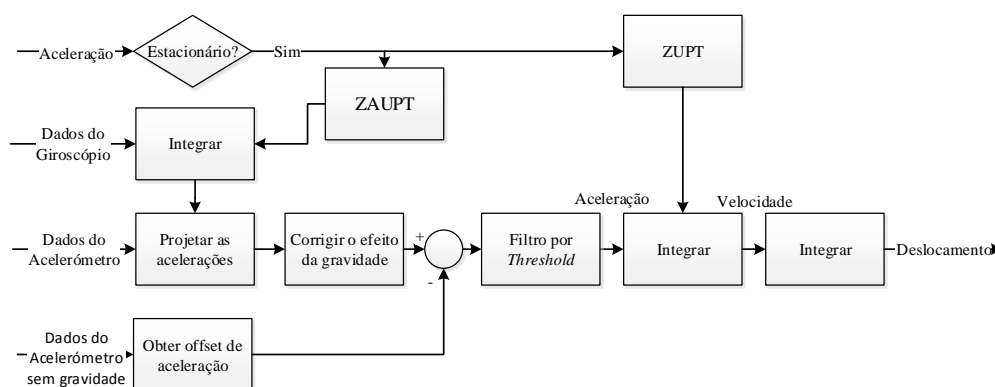 Aceleração
Estacionário?
Sim
ZUPT
ZAUPT
Dados do
Giroscópio
Integrar
Aceleração
Velocidade
Dados do
Acelerómetro
Projetar as
acelerações
Corrigir o efeito
da gravidade
+
-
Filtro por
Threshold
Integrar
Integrar
Deslocamento
Dados do
Acelerómetro
sem gravidade
Obter offset de
aceleração